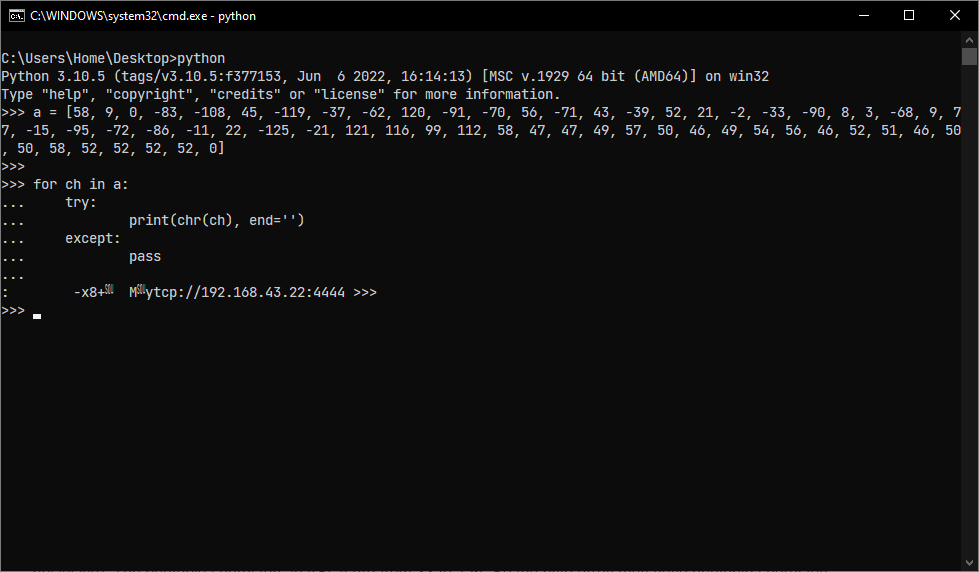 C:\WINDOWS\system32\cmd.exe - python
C:\Users\Home\Desktop>python
Python 3.10.5 (tags/v3.10.5:f377153, Jun  6 2022, 16:14:13) [MSC v.1929 64 bit (AMD64)] on win32
Type "help", "copyright", "credits" or "license" for more information.
>>> a = [58, 9, 0, -83, -108, 45, -119, -37, -62, 120, -91, -70, 56, -71, 43, -39, 52, 21, -2, -33, -90, 8, 3, -68, 9, 7
7, -15, -95, -72, -86, -11, 22, -125, -21, 121, 116, 99, 112, 58, 47, 47, 49, 57, 50, 46, 49, 54, 56, 46, 52, 51, 46, 50
, 50, 58, 52, 52, 52, 52, 0]
>>>
>>> for ch in a:
...     try:
...             print(chr(ch), end='')
...     except:
...             pass
...
:        -x8+  M ytcp://192.168.43.22:4444 >>>
>>>